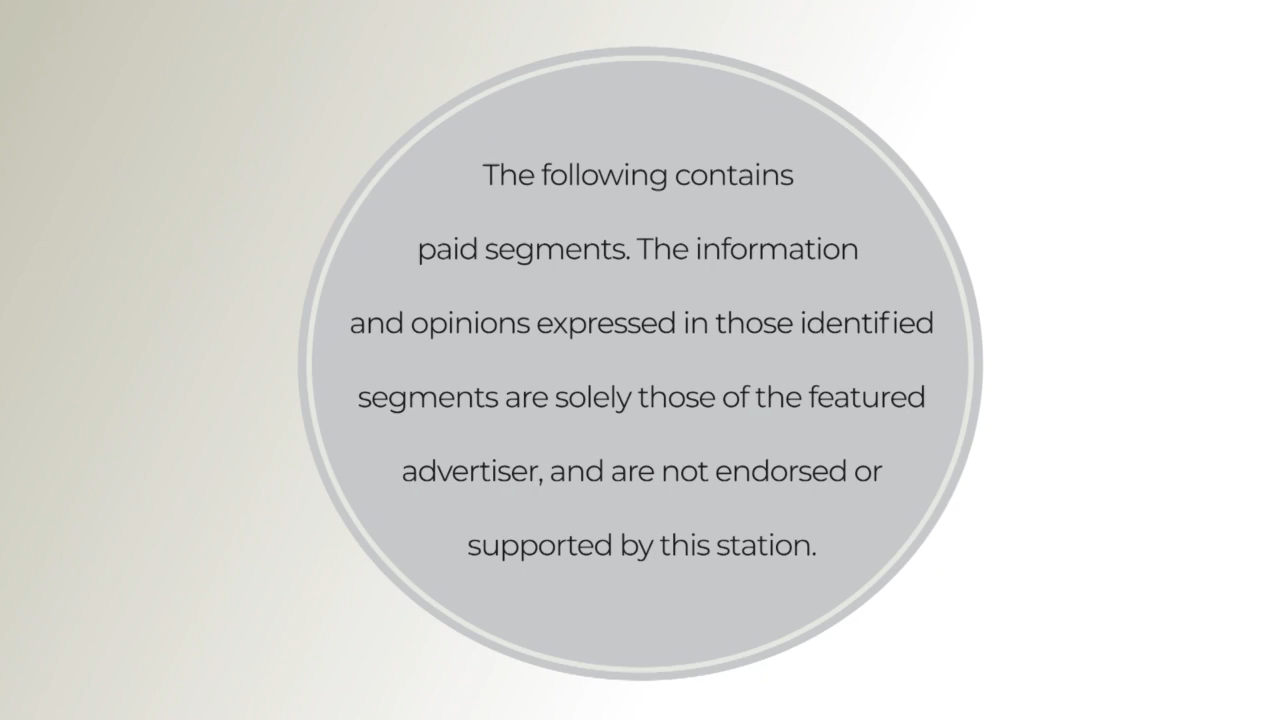 The following contains
paid segments. The information
and opinions expressed in those identified
segments are solely those of the featured
advertiser, and are not endorsed or
supported by this station.